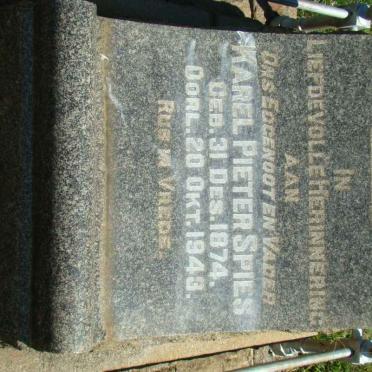 IN
LIEFDEVOLLE HERINNERING
AAN
ONS EGGENOOT EN VADER
KAREL PIETER SPIES
GEB. 31 DES. 1874.
OORL. 20 OKT. 1949.
RUS IN VREDE.